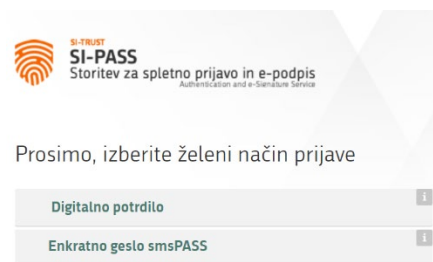 SI-TRUST
SI-PASS
Storitev za spletno prijavo in e-podpis
Authentication and e-Signature Service
Prosimo, izberite želeni način prijave
Digitalno potrdilo
i
Enkratno geslo smsPASS
i